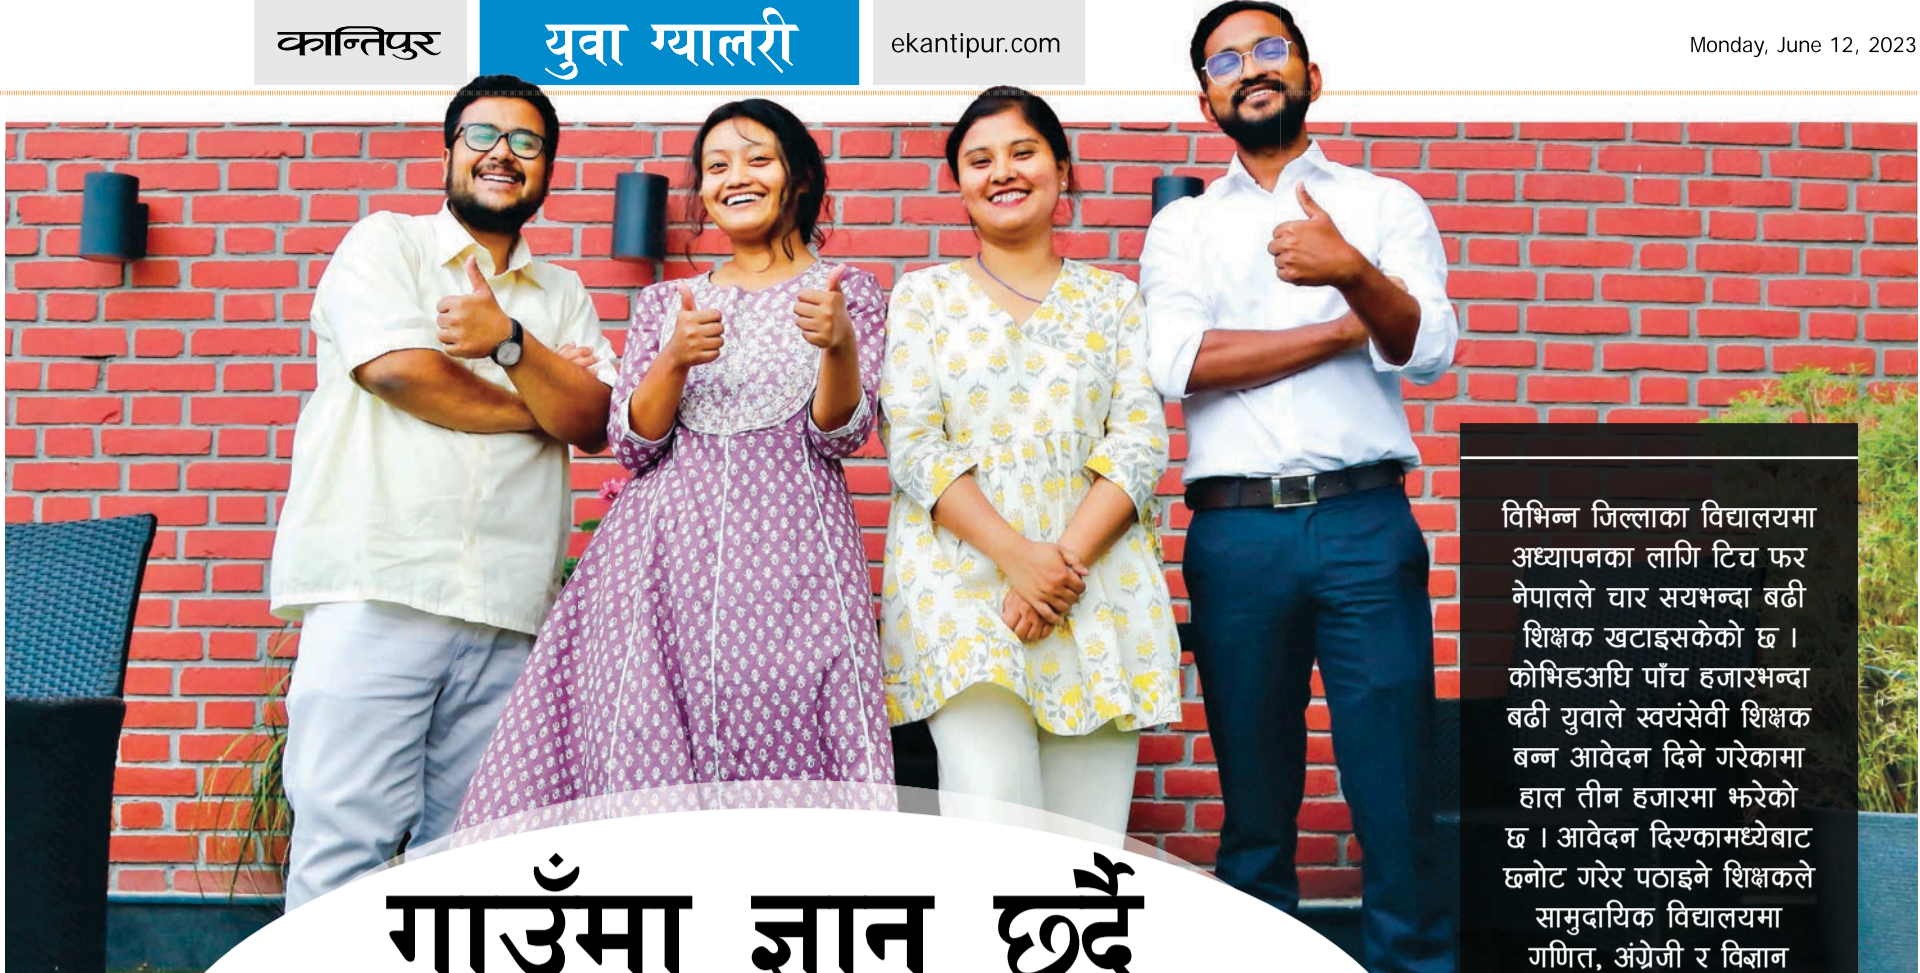 कान्तिपुर
युवा ग्यालरी
ekantipur.com
Monday, June 12, 2023
विभिन्न जिल्लाका विद्यालयमा
अध्यापनका लागि टिच फर
नेपालले चार सयभन्दा बढी
शिक्षक खटाइसकेको छ ।
कोभिडअघि पाँच हजारभन्दा
बढी युवाले स्वयंसेवी शिक्षक
बन्न आवेदन दिने गरेकामा
हाल तीन हजारमा झरेको
छ । आवेदन दिएकामध्येबाट
छनोट गरेर पठाइने शिक्षकले
सामुदायिक विद्यालयमा
गणित, अंग्रेजी र विज्ञान
गाउँमा ज्ञान छर्दै